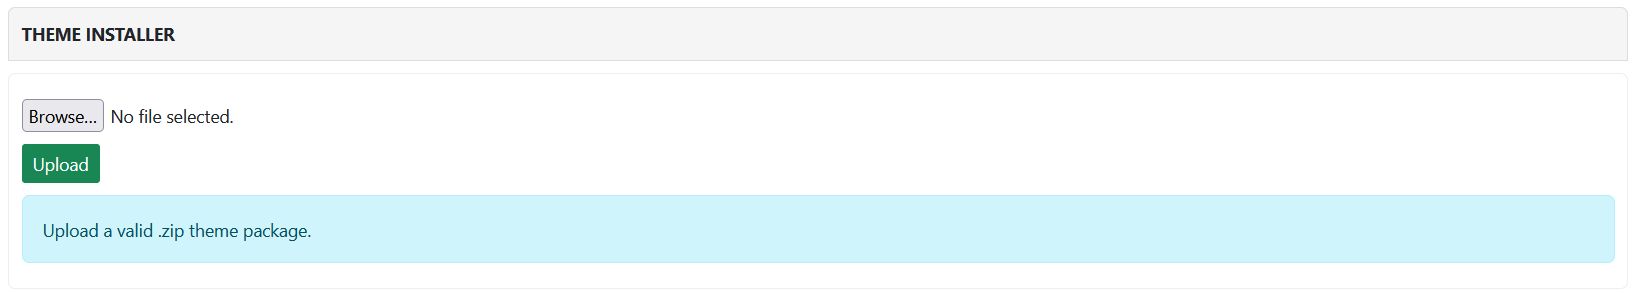 THEME INSTALLER
Browse... No file selected.
Upload
Upload a valid .zip theme package.